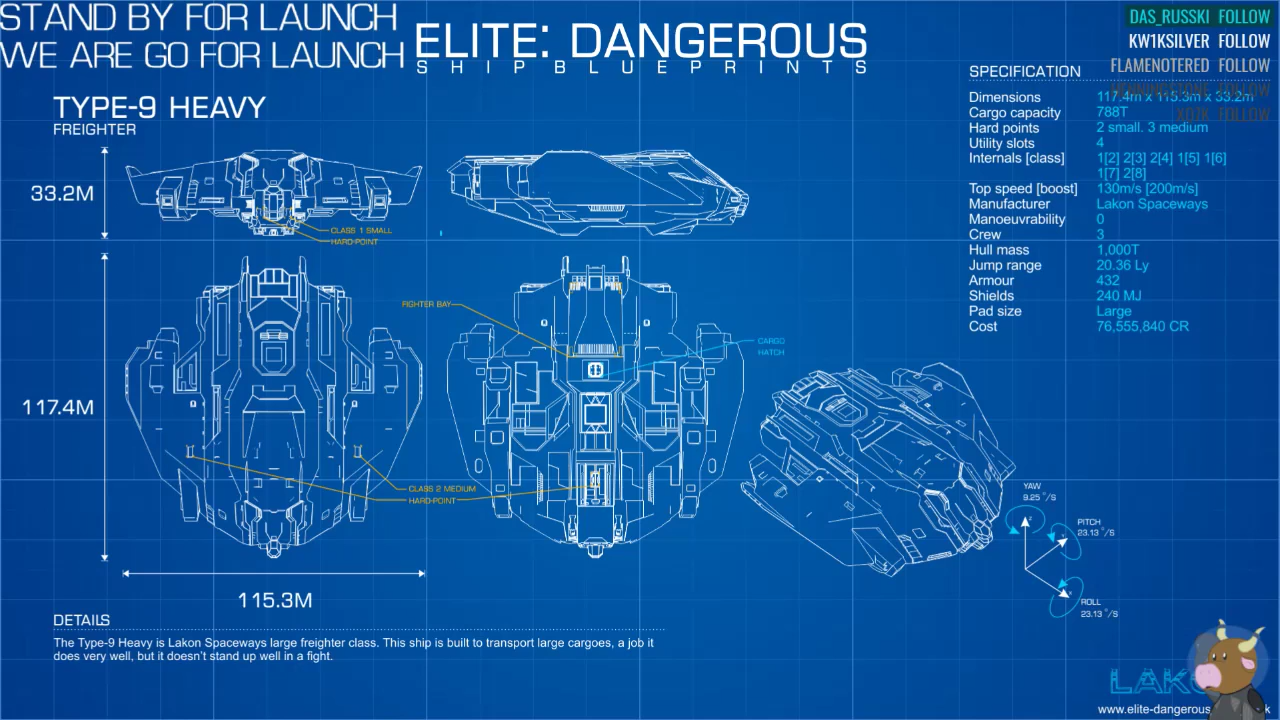 STAND BY FOR LAUNCH
WE ARE GO FOR LAUNCH
ELITE: DANGEROUS
SHIP BLUEPRINTS
DAS_RUSSKI FOLLOW
KW1KSILVER FOLLOW
FLAMENOTERED FOLLOW
FOLLOW
FOLLOW
TYPE-9 HEAVY
FREIGHTER
33.2M
117.4M
115.3M
CLASS 1 SMALL
HARD-POINT
FIGHTER BAY
CARGO
HATCH
CLASS 2 MEDIUM
HARD-POINT
SPECIFICATION
Dimensions 117.4m x 115.3m x 33.2m
Cargo capacity 788T
Hard points 2 small. 3 medium
Utility slots 4
Internals [class] 1[2] 2[3] 2[4] 1[5] 1[6]
1[7] 2[8]
Top speed [boost] 130m/s [200m/s]
Manufacturer Lakon Spaceways
Manoeuvrability 0
Crew 3
Hull mass 1,000T
Jump range 20.36 Ly
Armour 432
Shields 240 MJ
Pad size Large
Cost 76,555,840 CR
YAW
9.25 °/S
PITCH
23.13 °/S
ROLL
23.13 °/S
DETAILS
The Type-9 Heavy is Lakon Spaceways large freighter class. This ship is built to transport large cargoes, a job it
does very well, but it doesn't stand up well in a fight.
LAK
www.elite-dangerous